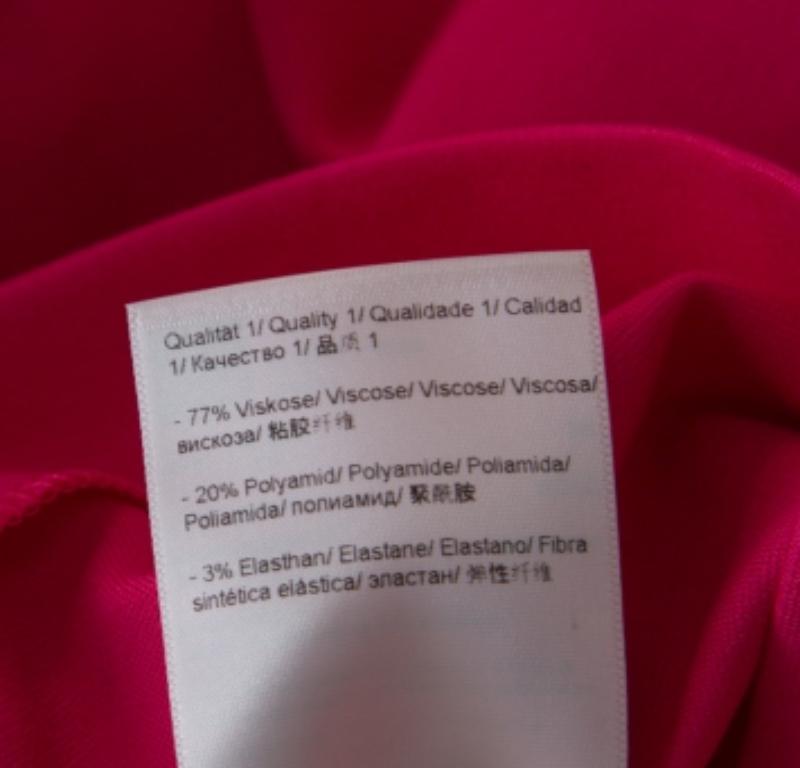 Qualität 1/ Quality 1/ Qualidade 1/ Calidad
1/ Качество 1/ 品质 1
- 77% Viskose/ Viscose/ Viscose/ Viscosa/
вискоза/ 粘胶纤维
- 20% Polyamid/ Polyamide/ Poliamida/
Poliamida/ полиамид/ 聚酰胺
- 3% Elasthan/ Elastane/ Elastano/ Fibra
sintética elástica/ эластан/ 弹性纤维